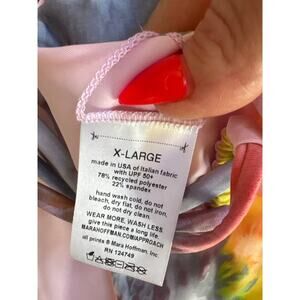 X-LARGE
made in USA of Italian fabric
with UPF 50+
78% recycled polyester
22% spandex
hand wash cold, do not
bleach, dry flat, do not iron,
do not dry clean.
WEAR MORE, WASH LESS
give this piece a long life.
MARAHOFFMAN.COM/APPROACH
all prints © Mara Hoffman Inc.
RN 124749